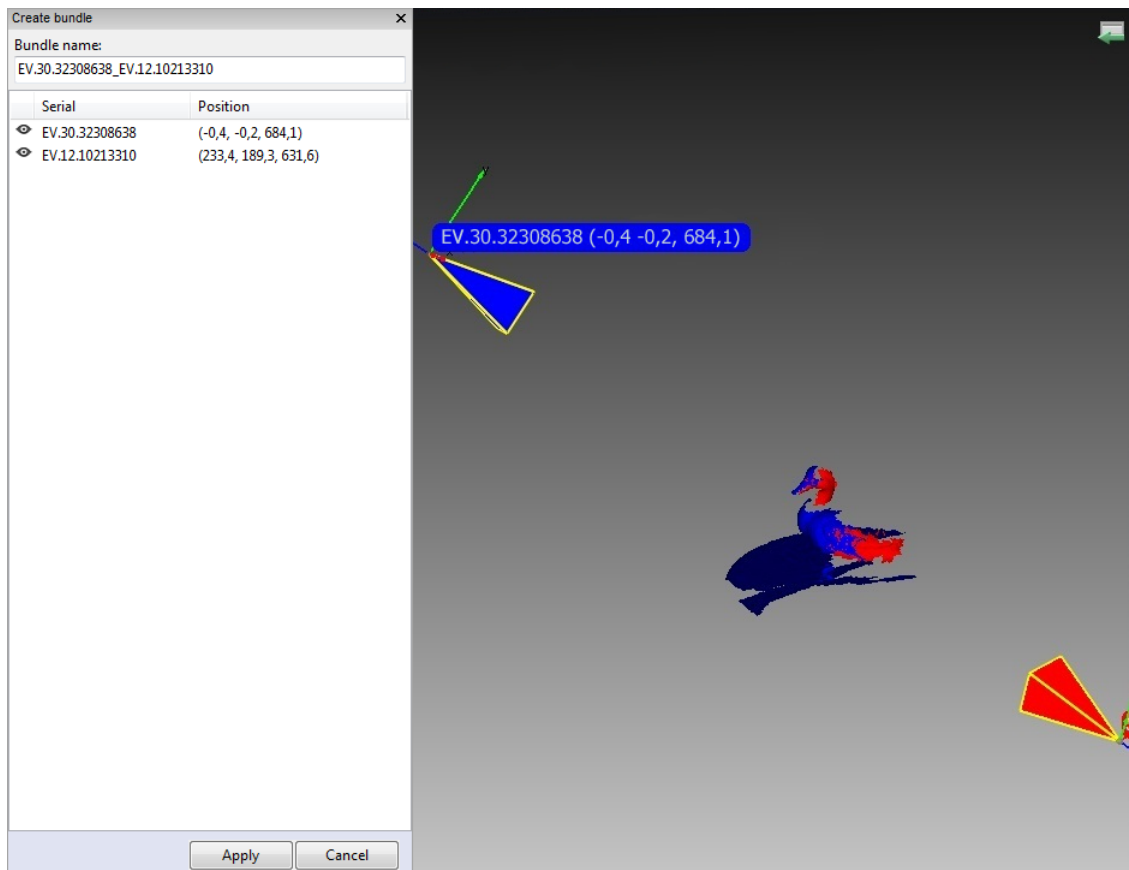 Create bundle
Bundle name:
EV.30.32308638_EV.12.10213310
Serial Position
EV.30.32308638 (-0,4, -0,2, 684,1)
EV.12.10213310 (233,4, 189,3, 631,6)
EV.30.32308638 (-0,4 -0,2, 684,1)
Apply Cancel